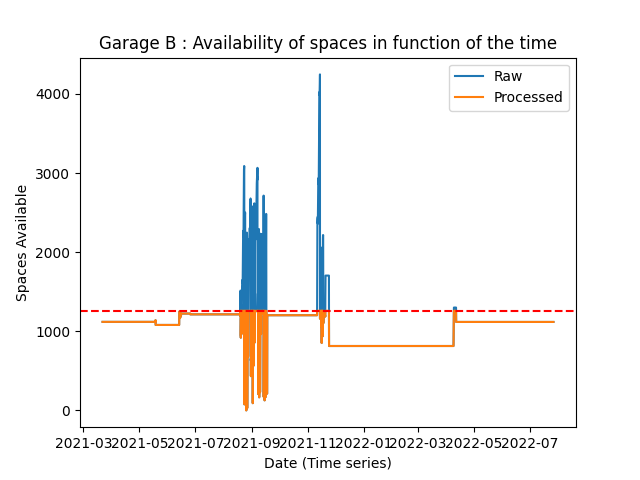 Garage B : Availability of spaces in function of the time
Raw
Processed
Spaces Available
4000
3000
2000
1000
0
2021-03 2021-05 2021-07 2021-09 2021-11 2022-01 2022-03 2022-05 2022-07
Date (Time series)